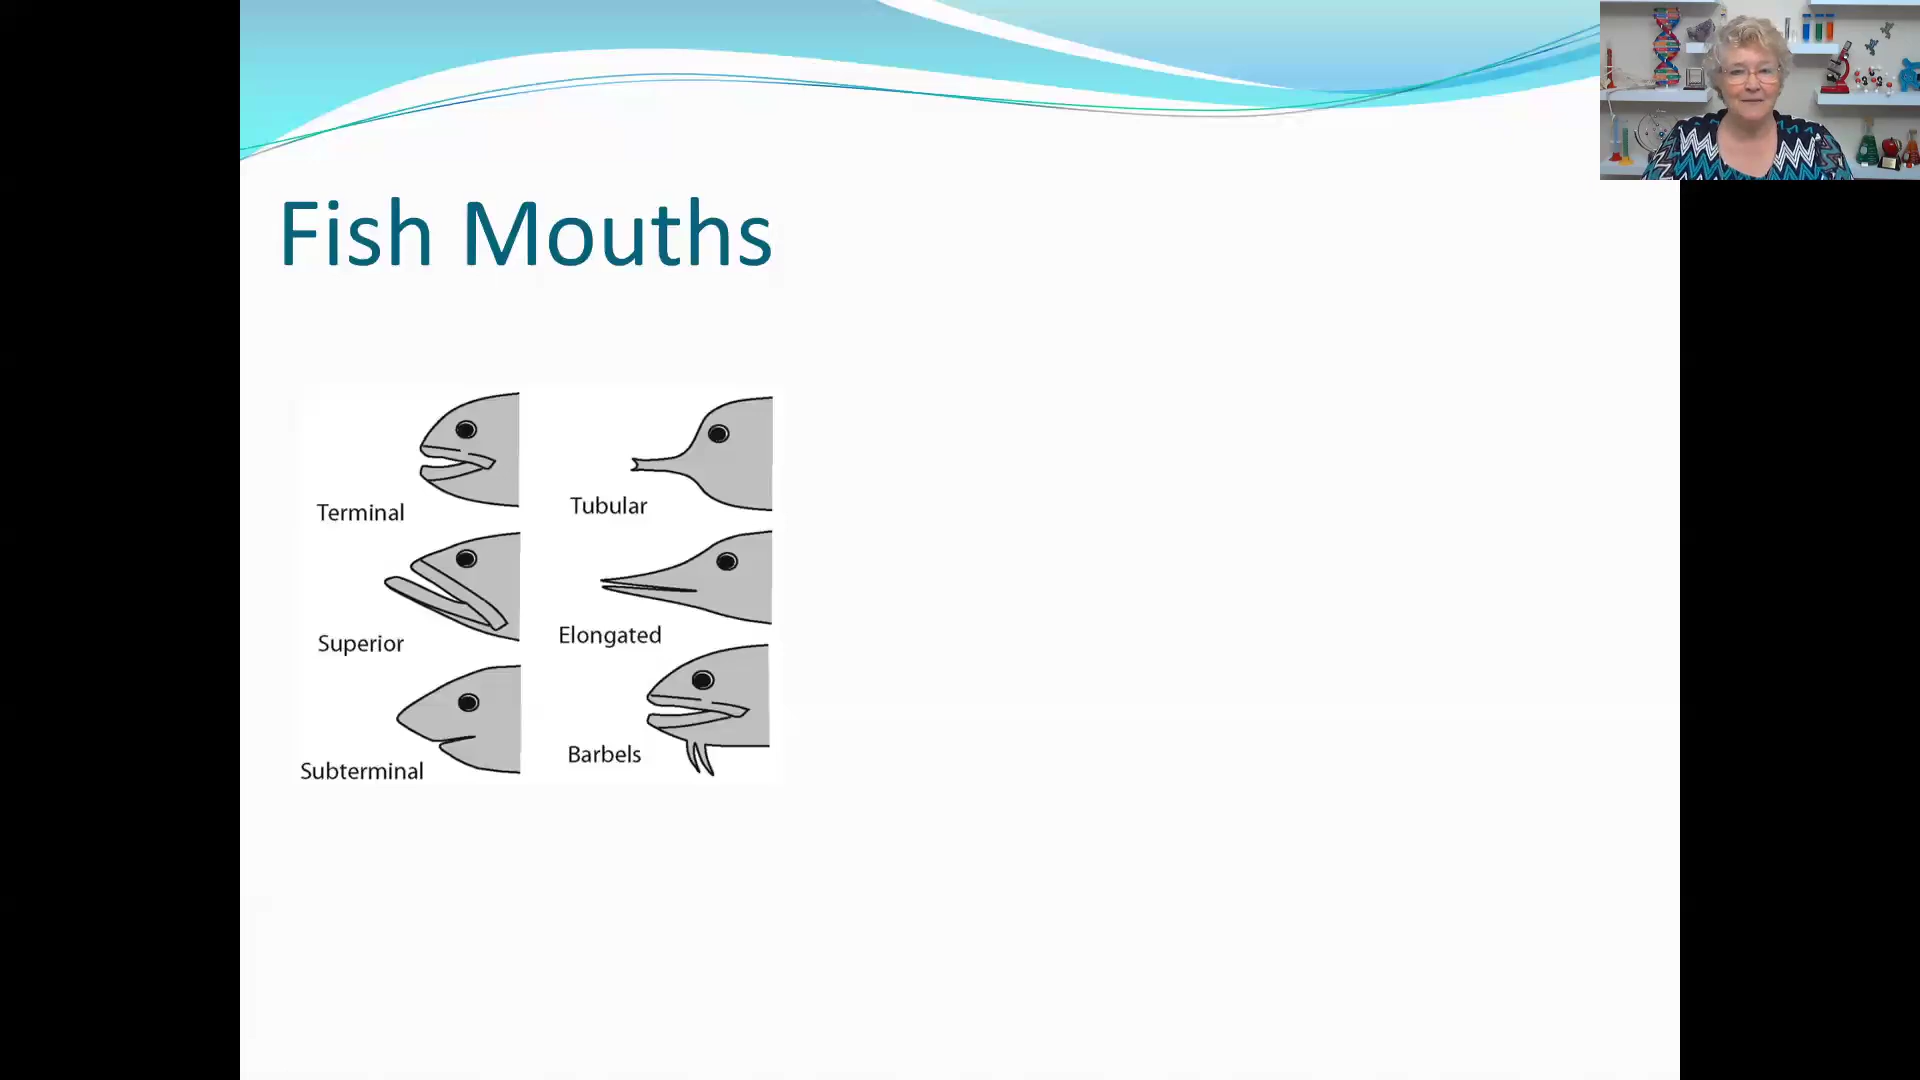 Fish Mouths
Terminal
Tubular
Superior
Elongated
Subterminal
Barbels